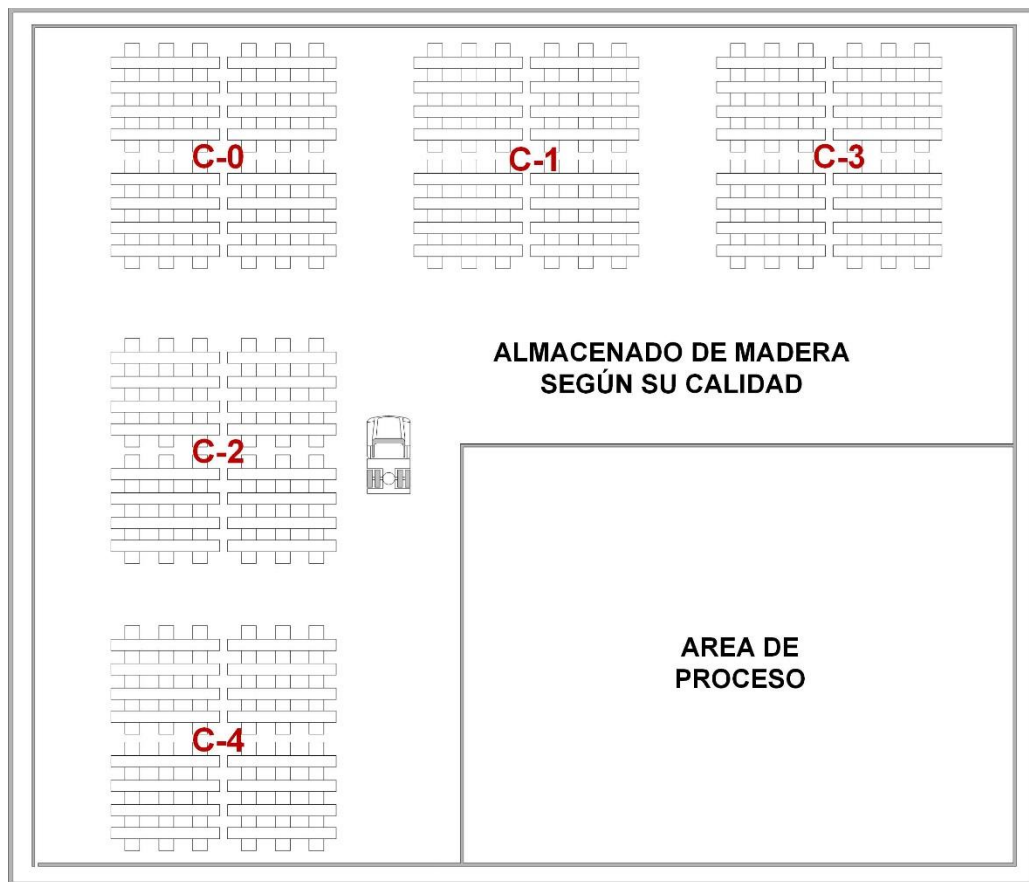 C-0
C-1
C-3
ALMACENADO DE MADERA
SEGÚN SU CALIDAD
C-2
AREA DE
PROCESO
C-4